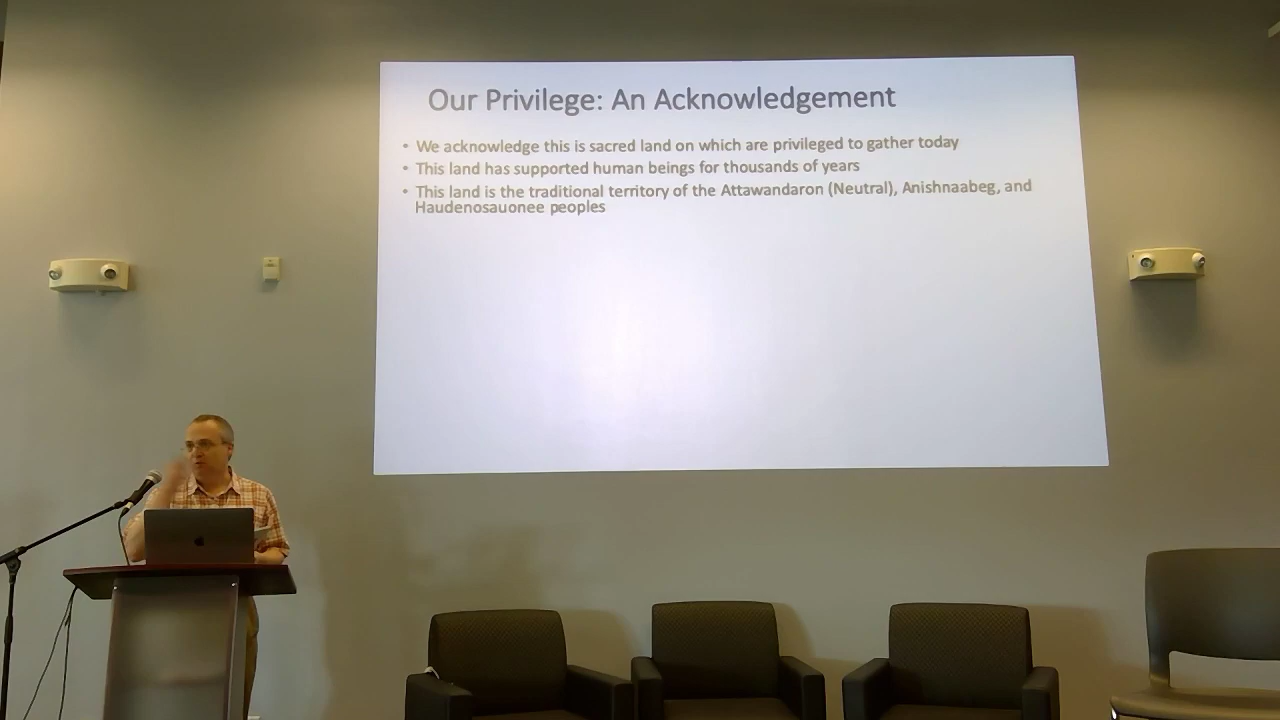 Our Privilege: An Acknowledgement
• We acknowledge this is sacred land on which are privileged to gather today
• This land has supported human beings for thousands of years
• This land is the traditional territory of the Attawandaron (Neutral), Anishnaabeg, and
Haudenosauonee peoples